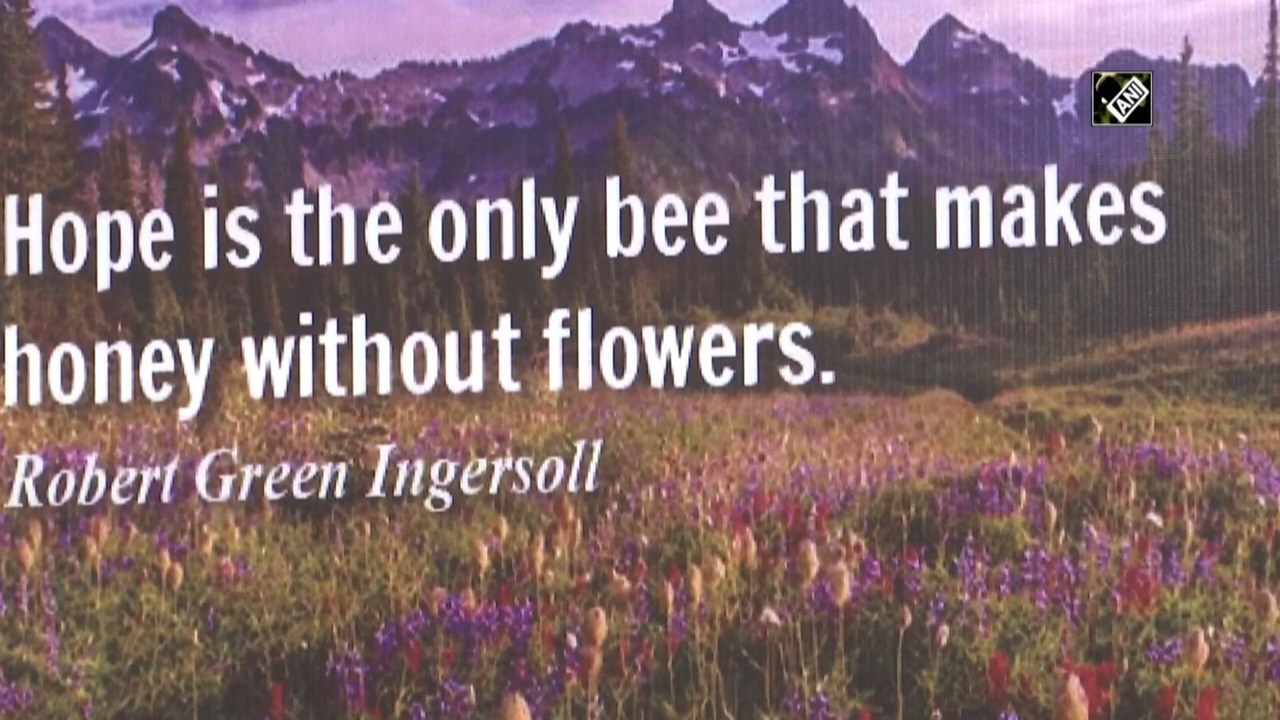 ANI
Hope is the only bee that makes
honey without flowers.
Robert Green Ingersoll